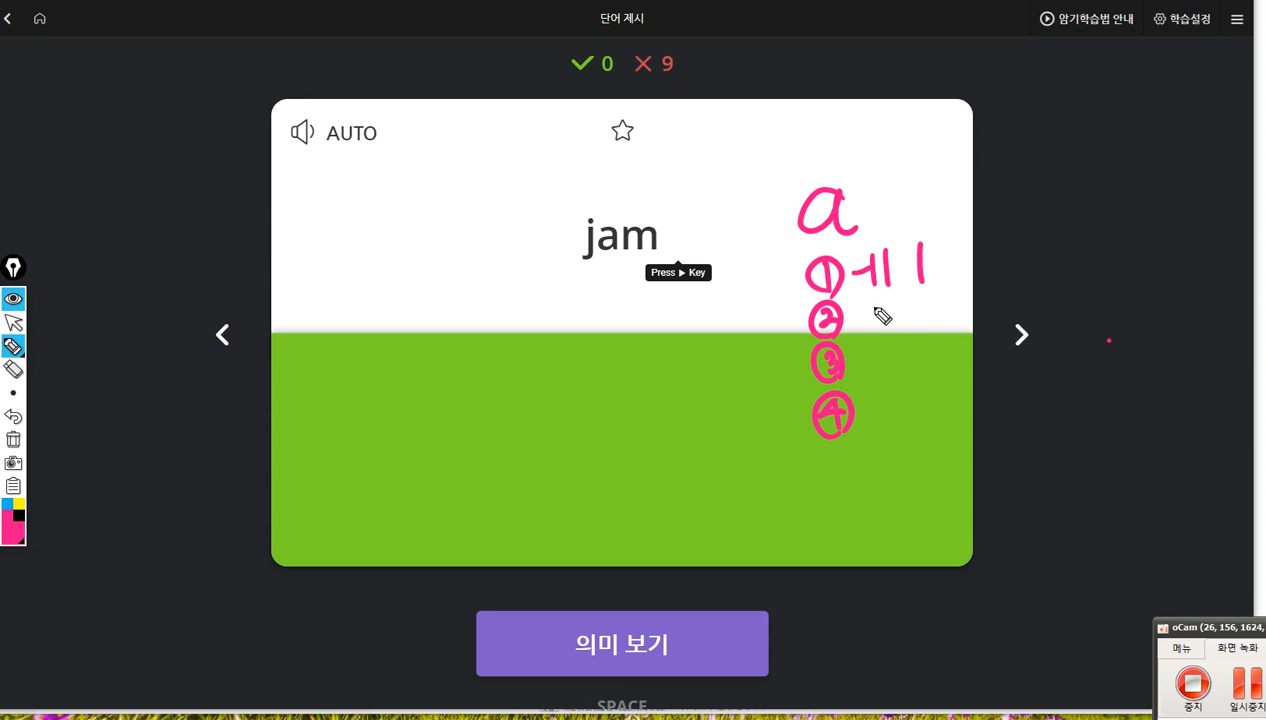 단어 제시
암기학습법 안내
학습설정
0
9
AUTO
jam
Press ▶ Key
a
① ㅔㅣ
②
③
④
의미 보기
SPACE
oCam (26, 156, 1624,
메뉴
화면 녹화
중지
일시중지